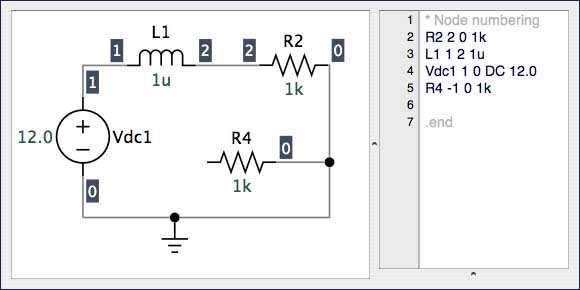 L1
1
2
2
R2
0
1u
1k
1
12.0
+
−
Vdc1
R4
0
1k
0
1 * Node numbering
2 R2 2 0 1k
3 L1 1 2 1u
4 Vdc1 1 0 DC 12.0
5 R4 -1 0 1k
6
7 .end